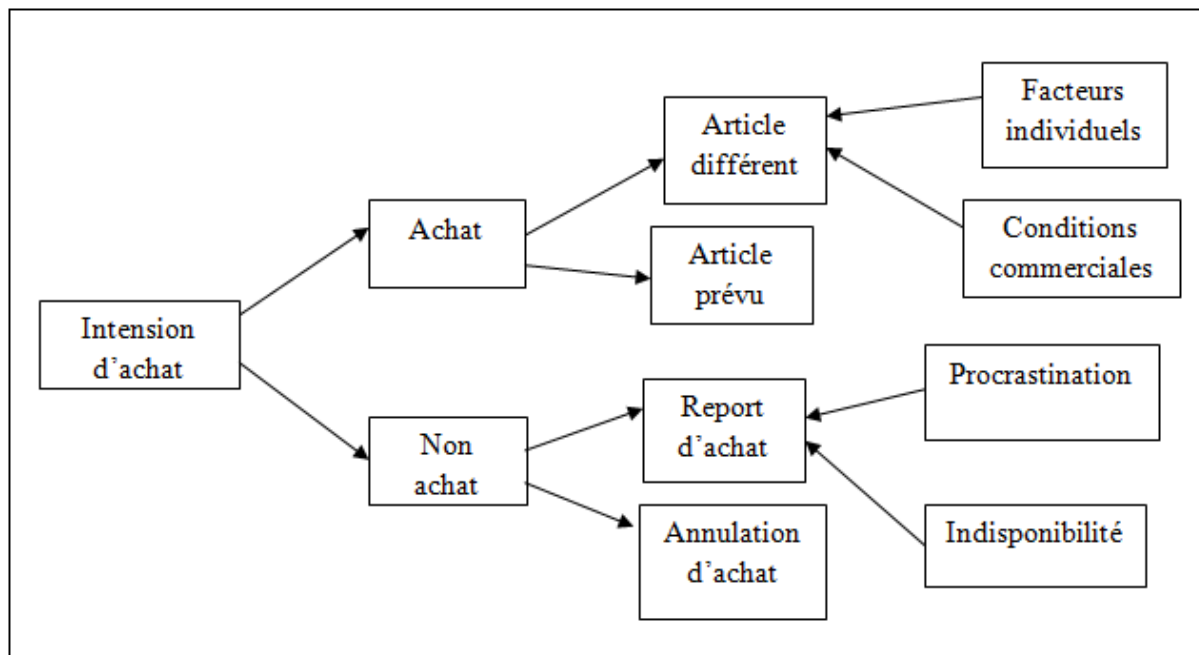 Intension
d’achat
Achat
Non
achat
Article
différent
Article
prévu
Report
d’achat
Annulation
d’achat
Facteurs
individuels
Conditions
commerciales
Procrastination
Indisponibilité